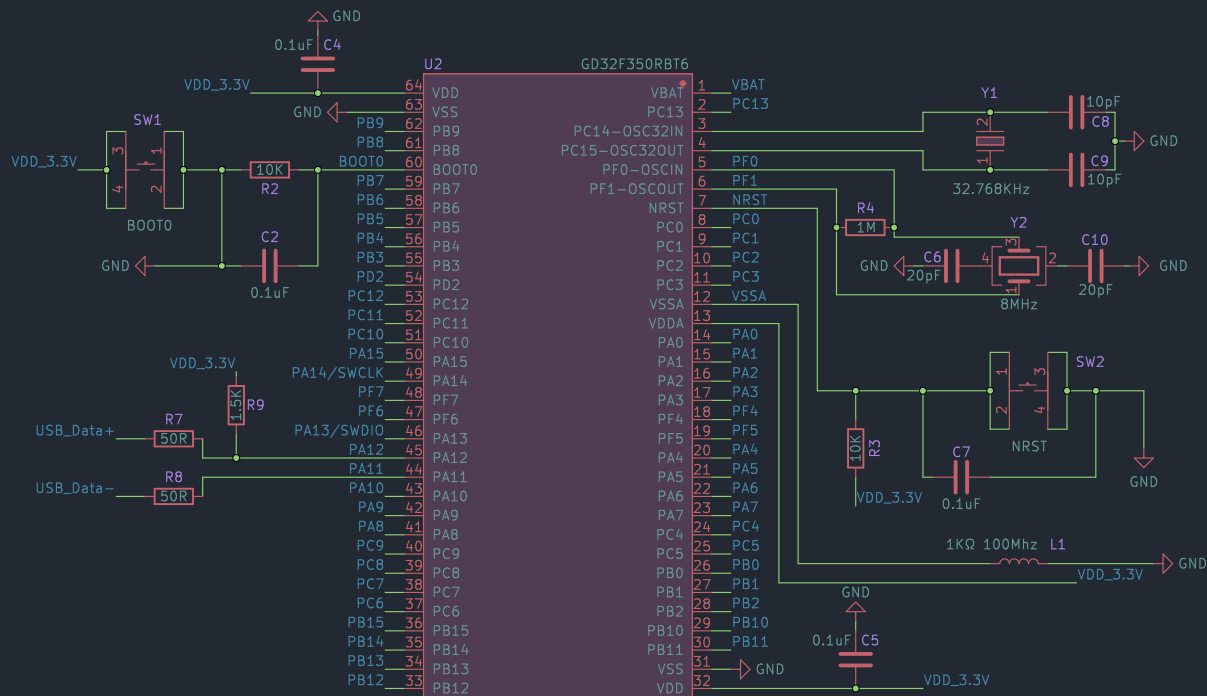 GND
0.1uF C4
U2 GD32F350RBT6
VDD_3.3V 64 VDD
GND 63 VSS
PB9 62 PB9
PB8 61 PB8
BOOT0 60 BOOT0
PB7 59 PB7
PB6 58 PB6
PB5 57 PB5
PB4 56 PB4
PB3 55 PB3
PD2 54 PD2
PC12 53 PC12
PC11 52 PC11
PC10 51 PC10
PA15 50 PA15
PA14/SWCLK 49 PA14
PF7 48 PF7
PF6 47 PF6
PA13/SWDIO 46 PA13
PA12 45 PA12
PA11 44 PA11
PA10 43 PA10
PA9 42 PA9
PA8 41 PA8
PC9 40 PC9
PC8 39 PC8
PC7 38 PC7
PC6 37 PC6
PB15 36 PB15
PB14 35 PB14
PB13 34 PB13
PB12 33 PB12
VBAT 1 VBAT
PC13 2 PC13
PC14-OSC32IN 3
PC15-OSC32OUT 4
PF0-OSCIN 5 PF0
PF1-OSCOUT 6 PF1
NRST 7 NRST
PC0 8 PC0
PC1 9 PC1
PC2 10 PC2
PC3 11 PC3
VSSA 12 VSSA
VDDA 13
PA0 14 PA0
PA1 15 PA1
PA2 16 PA2
PA3 17 PA3
PF4 18 PF4
PF5 19 PF5
PA4 20 PA4
PA5 21 PA5
PA6 22 PA6
PA7 23 PA7
PC4 24 PC4
PC5 25 PC5
PB0 26 PB0
PB1 27 PB1
PB2 28 PB2
PB10 29 PB10
PB11 30 PB11
VSS 31 GND
VDD 32 VDD_3.3V
SW1
VDD_3.3V
3 1
4 2
BOOT0
10K
R2
C2
GND
0.1uF
VDD_3.3V
1.5K R9
R7
USB_Data+ 50R
R8
USB_Data- 50R
Y1
2
1
32.768KHz
10pF
C8
GND
C9
10pF
R4
1M
Y2
3
C6 4 2 C10
GND GND
20pF 1 20pF
8MHz
SW2
1 3
2 4
NRST
10K R3
VDD_3.3V
C7
0.1uF
GND
1KΩ 100Mhz L1
GND
VDD_3.3V
GND
0.1uF C5